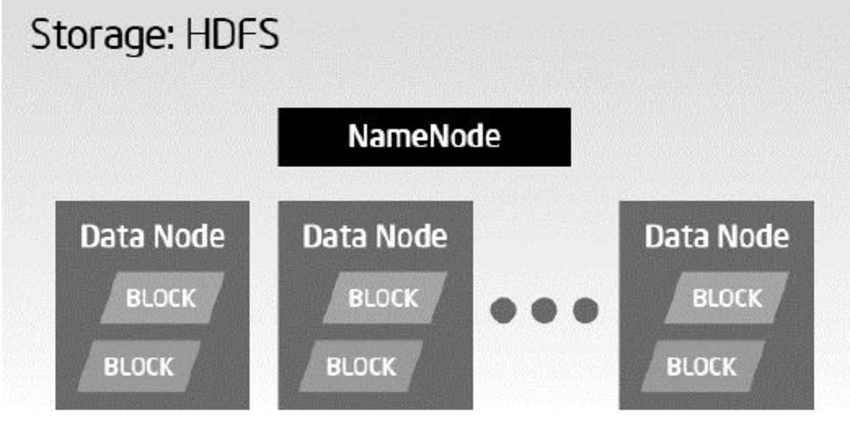 Storage: HDFS
NameNode
Data Node
BLOCK
BLOCK
Data Node
BLOCK
BLOCK
Data Node
BLOCK
BLOCK